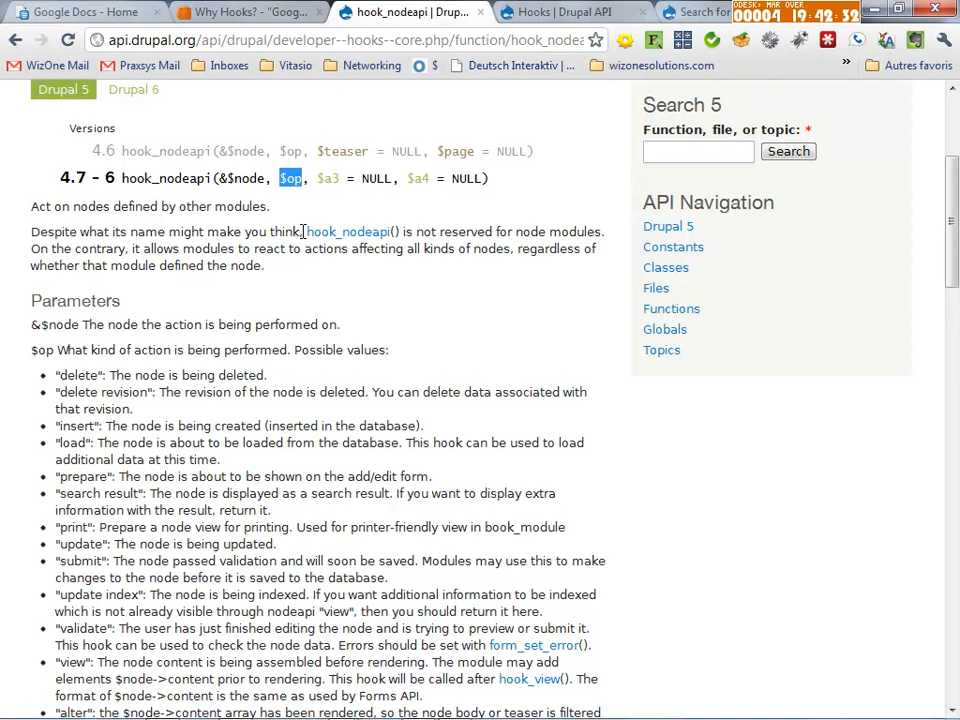 Google Docs - Home
Why Hooks? - "Goog
hook_nodeapi | Drup
Hooks | Drupal API
Search for
ODESK: MAR OVER
00004 19:42:32
api.drupal.org/api/drupal/developer--hooks--core.php/function/hook_nodea
WizOne Mail
Praxsys Mail
Inboxes
Vitasio
Networking
$
Deutsch Interaktiv | ...
wizonesolutions.com
»
Autres favoris
Drupal 5
Drupal 6
Versions
4.6 hook_nodeapi(&$node, $op, $teaser = NULL, $page = NULL)
4.7 – 6 hook_nodeapi(&$node, $op, $a3 = NULL, $a4 = NULL)
Act on nodes defined by other modules.
Despite what its name might make you think, hook_nodeapi() is not reserved for node modules.
On the contrary, it allows modules to react to actions affecting all kinds of nodes, regardless of
whether that module defined the node.
Parameters
&$node The node the action is being performed on.
$op What kind of action is being performed. Possible values:
• "delete": The node is being deleted.
• "delete revision": The revision of the node is deleted. You can delete data associated with
that revision.
• "insert": The node is being created (inserted in the database).
• "load": The node is about to be loaded from the database. This hook can be used to load
additional data at this time.
• "prepare": The node is about to be shown on the add/edit form.
• "search result": The node is displayed as a search result. If you want to display extra
information with the result, return it.
• "print": Prepare a node view for printing. Used for printer-friendly view in book_module
• "update": The node is being updated.
• "submit": The node passed validation and will soon be saved. Modules may use this to make
changes to the node before it is saved to the database.
• "update index": The node is being indexed. If you want additional information to be indexed
which is not already visible through nodeapi "view", then you should return it here.
• "validate": The user has just finished editing the node and is trying to preview or submit it.
This hook can be used to check the node data. Errors should be set with form_set_error().
• "view": The node content is being assembled before rendering. The module may add
elements $node->content prior to rendering. This hook will be called after hook_view(). The
format of $node->content is the same as used by Forms API.
• "alter": the $node->content array has been rendered, so the node body or teaser is filtered
Search 5
Function, file, or topic: *
Search
API Navigation
Drupal 5
Constants
Classes
Files
Functions
Globals
Topics